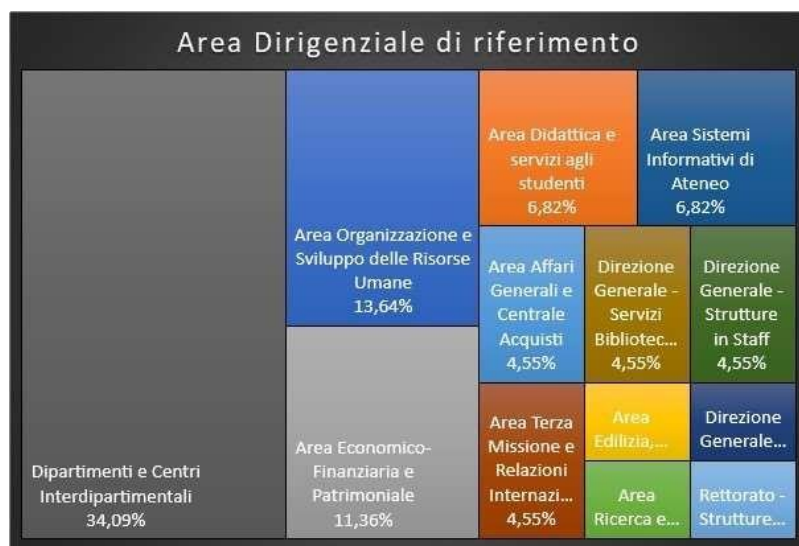 Area Dirigenziale di riferimento
Dipartimenti e Centri
Interdipartimentali
34,09%
Area Organizzazione e
Sviluppo delle Risorse
Umane
13,64%
Area Economico-
Finanziaria e
Patrimoniale
11,36%
Area Didattica e
servizi agli
studenti
6,82%
Area Sistemi
Informativi di
Ateneo
6,82%
Area Affari
Generali e
Centrale
Acquisti
4,55%
Direzione
Generale -
Servizi
Bibliotec...
4,55%
Direzione
Generale -
Strutture
in Staff
4,55%
Area Terza
Missione e
Relazioni
Internazi...
4,55%
Area
Edilizia,...
Direzione
Generale...
Area
Ricerca e...
Rettorato -
Strutture...